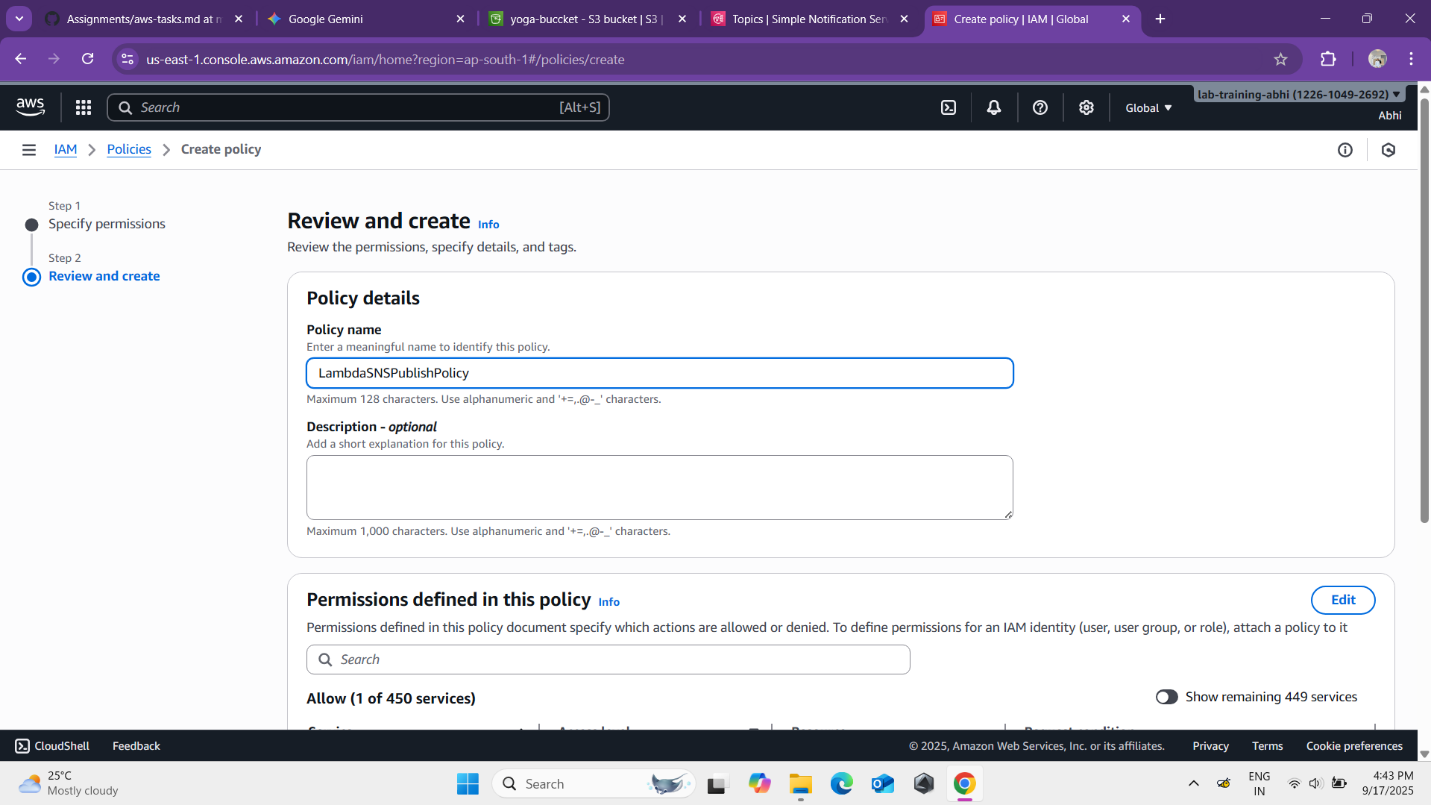 Assignments/aws-tasks.md at n
Google Gemini
yoga-buccket - S3 bucket | S3 |
Topics | Simple Notification Serv
Create policy | IAM | Global
us-east-1.console.aws.amazon.com/iam/home?region=ap-south-1#/policies/create
aws
Search
[Alt+S]
Global
lab-training-abhi (1226-1049-2692)
Abhi
IAM
Policies
Create policy
Step 1
Specify permissions
Step 2
Review and create
Review and create Info
Review the permissions, specify details, and tags.
Policy details
Policy name
Enter a meaningful name to identify this policy.
LambdaSNSPublishPolicy
Maximum 128 characters. Use alphanumeric and '+=,.@-_' characters.
Description - optional
Add a short explanation for this policy.
Maximum 1,000 characters. Use alphanumeric and '+=,.@-_' characters.
Permissions defined in this policy Info
Edit
Permissions defined in this policy document specify which actions are allowed or denied. To define permissions for an IAM identity (user, user group, or role), attach a policy to it
Search
Allow (1 of 450 services)
Show remaining 449 services
CloudShell
Feedback
© 2025, Amazon Web Services, Inc. or its affiliates.
Privacy
Terms
Cookie preferences
25°C
Mostly cloudy
Search
ENG
IN
4:43 PM
9/17/2025